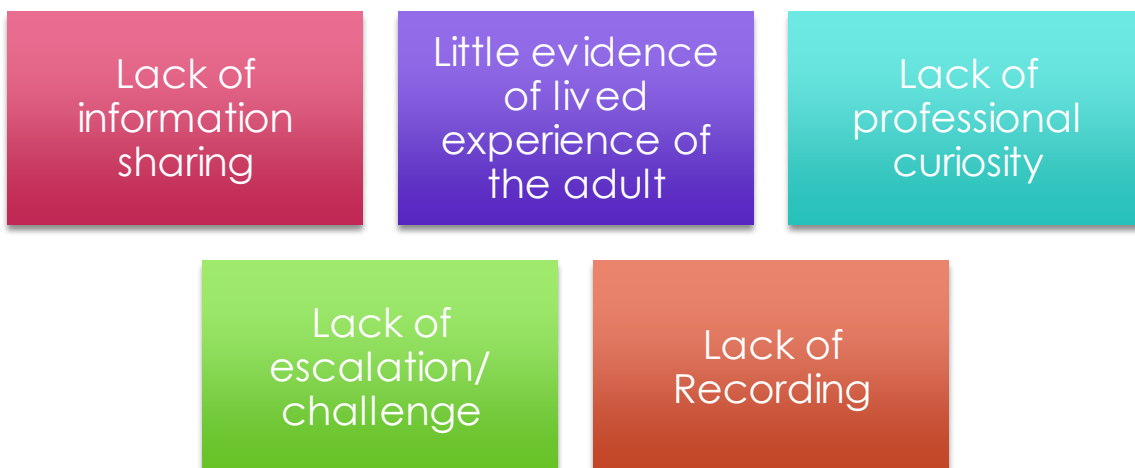 Lack of
information
sharing
Little evidence
of lived
experience of
the adult
Lack of
professional
curiosity
Lack of
escalation/
challenge
Lack of
Recording